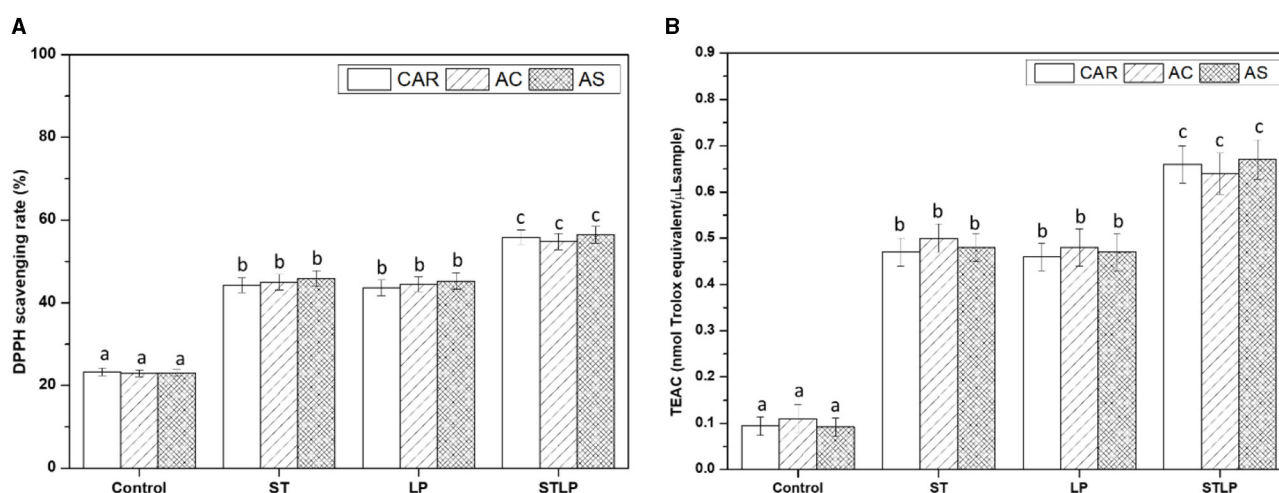 A
100
80
60
40
20
0
DPPH scavenging rate (%)
CAR AC AS
a a a
b b b
b b b
c c c
Control ST LP STLP
B
0.9
0.8
0.7
0.6
0.5
0.4
0.3
0.2
0.1
0.0
TEAC (nmol Trolox equivalent/μLsample)
CAR AC AS
a a a
b b b
b b b
c c c
Control ST LP STLP